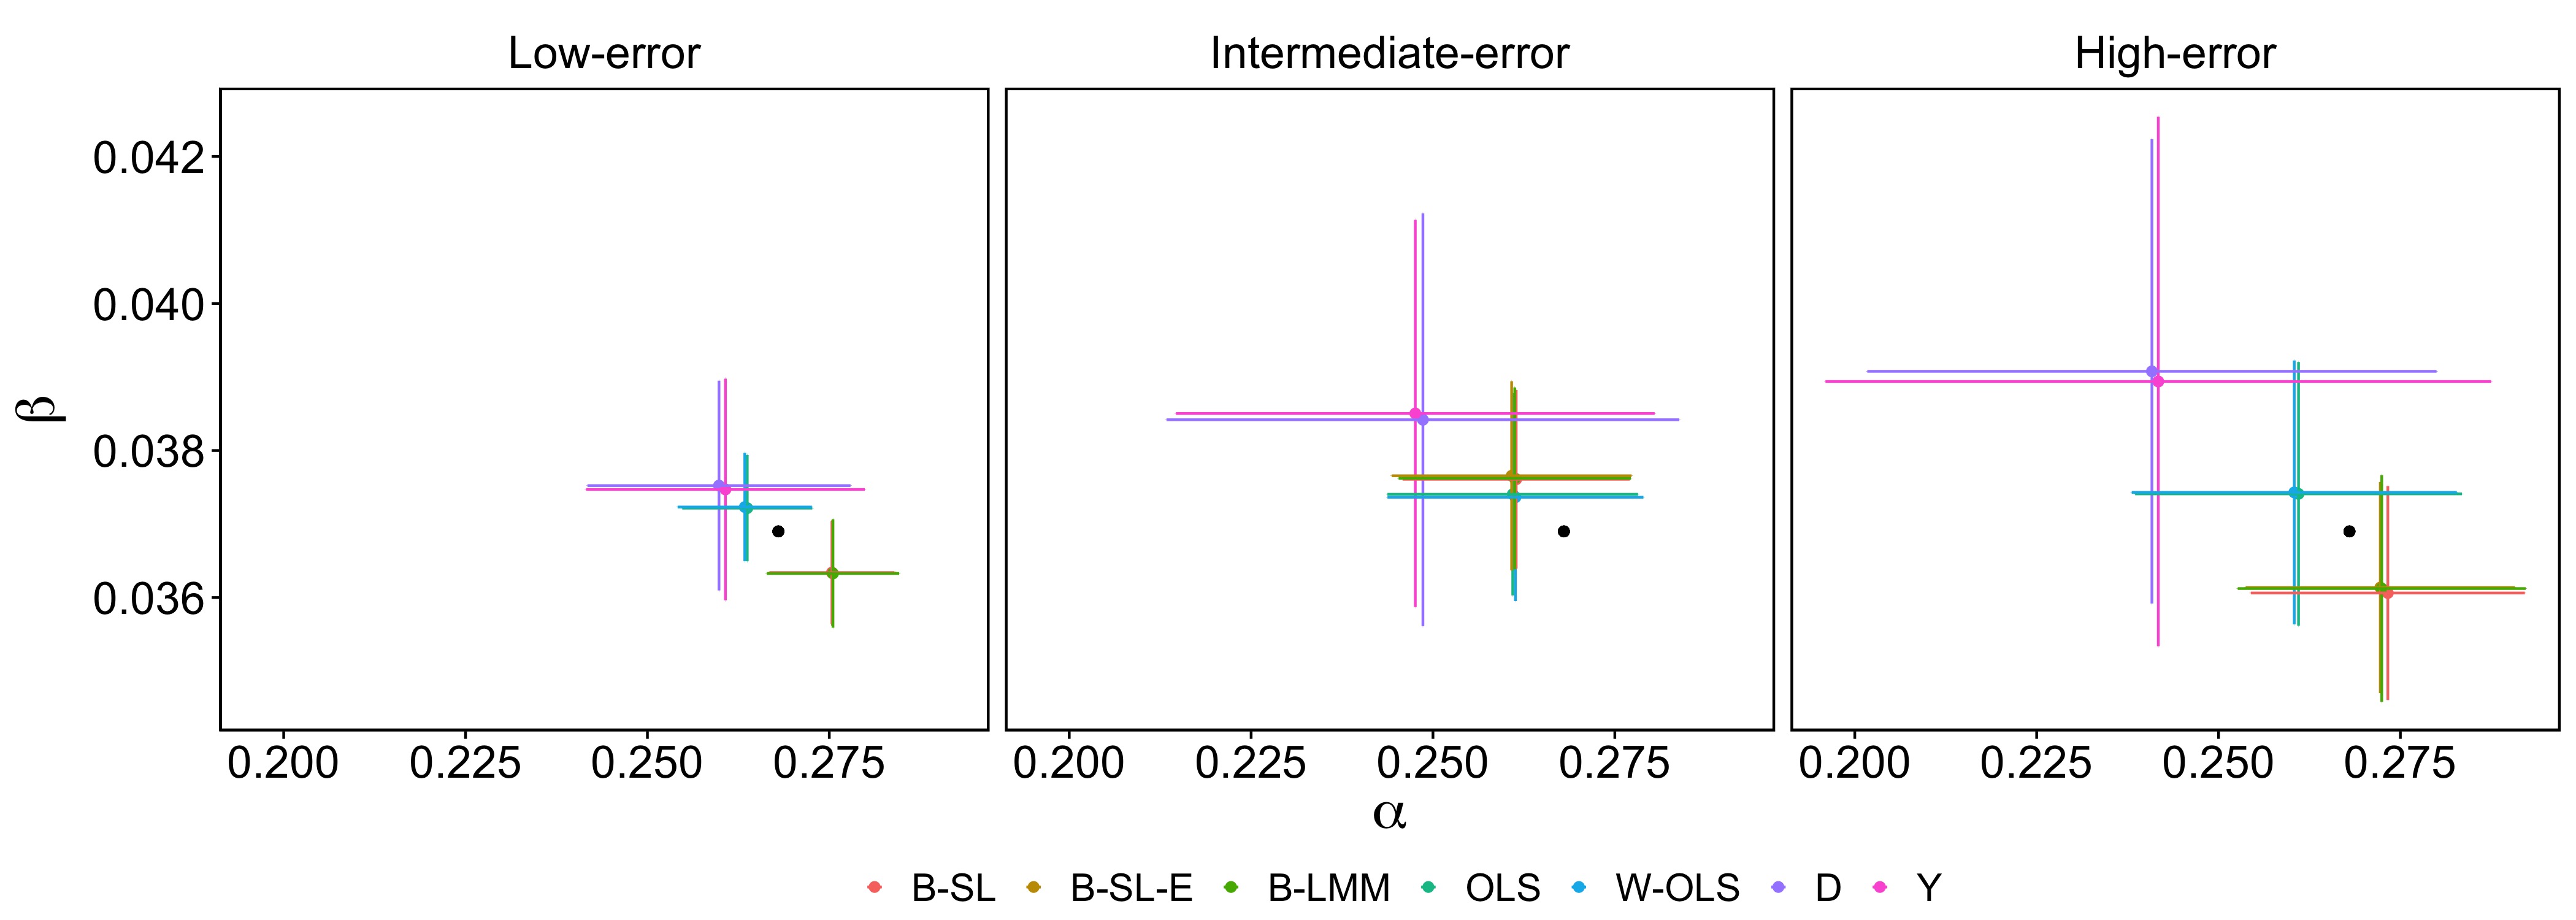 Low-error Intermediate-error High-error
0.042
0.040
0.038
0.036
β
0.200 0.225 0.250 0.275 0.200 0.225 0.250 0.275 0.200 0.225 0.250 0.275
α
B-SL B-SL-E B-LMM OLS W-OLS D Y